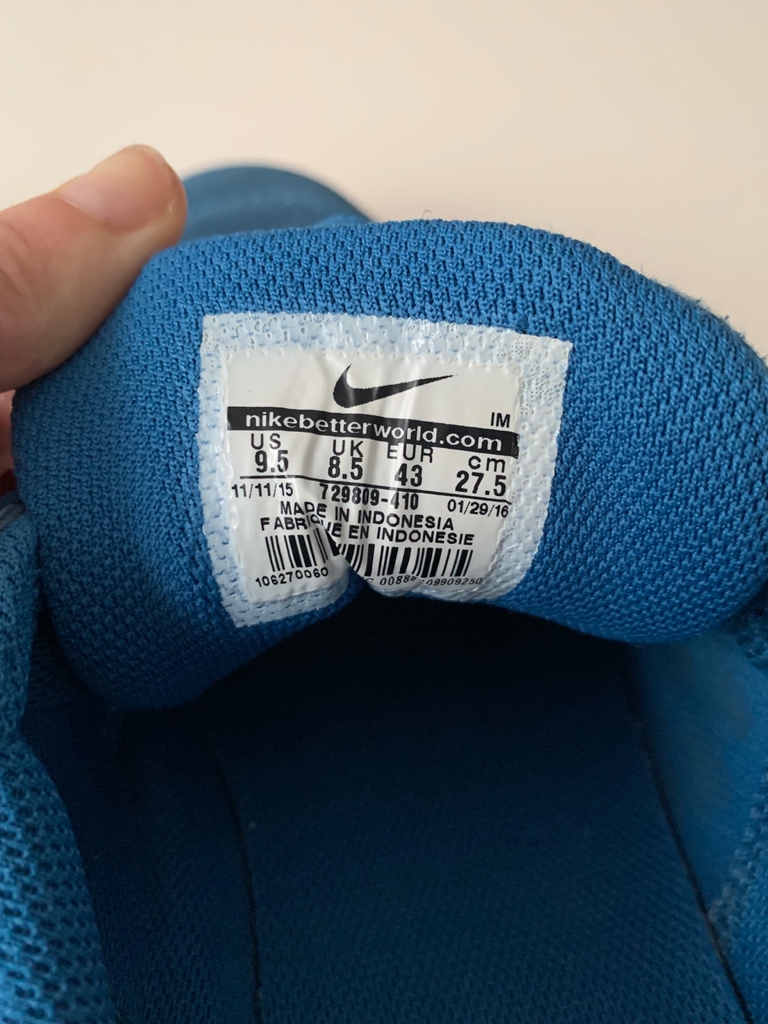 IM
nikebetterworld.com
US UK EUR cm
9.5 8.5 43 27.5
11/11/15 729809-410 01/29/16
MADE IN INDONESIA
FABRIQUE EN INDONESIE
106270060